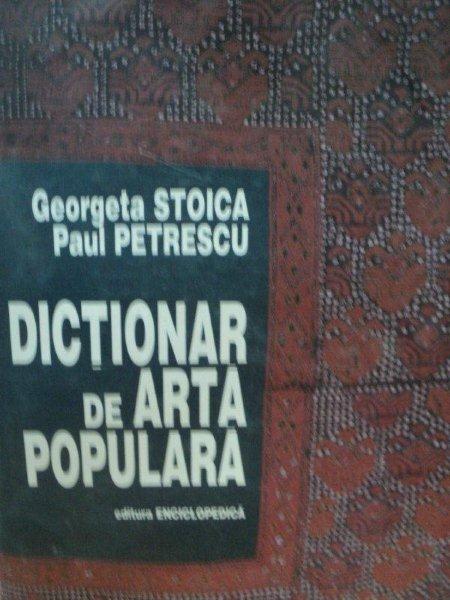 Georgeta STOICA
Paul PETRESCU
DICȚIONAR
DE ARTĂ
POPULARĂ
editura ENCICLOPEDICĂ